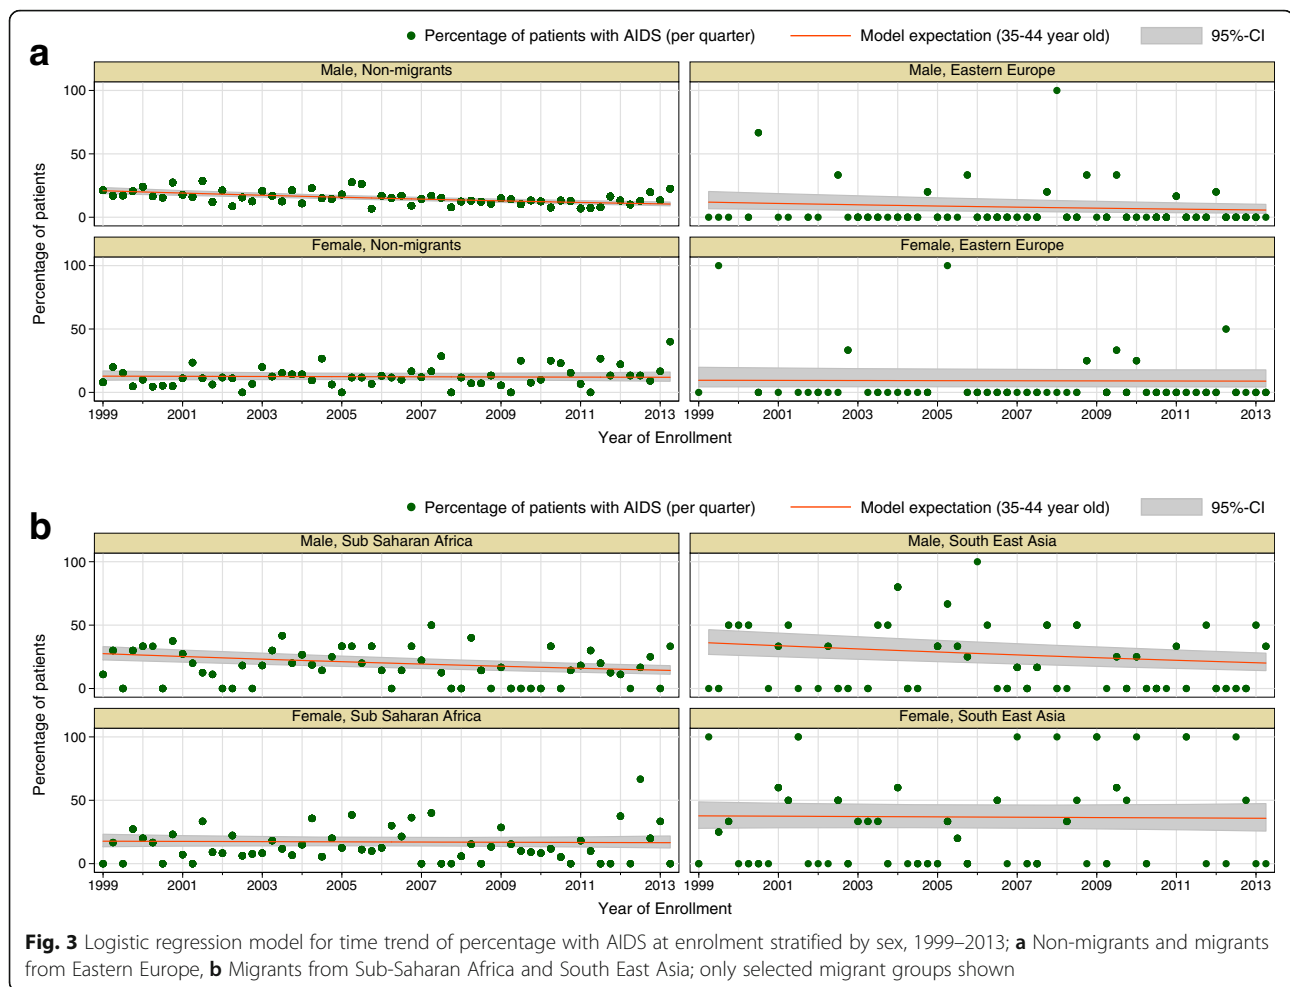 Percentage of patients with AIDS (per quarter) Model expectation (35-44 year old) 95%-CI
a
Male, Non-migrants Male, Eastern Europe
100
50
0
Female, Non-migrants Female, Eastern Europe
100
50
0
Percentage of patients
1999 2001 2003 2005 2007 2009 2011 2013 1999 2001 2003 2005 2007 2009 2011 2013
Year of Enrollment
Percentage of patients with AIDS (per quarter) Model expectation (35-44 year old) 95%-CI
b
Male, Sub Saharan Africa Male, South East Asia
100
50
0
Female, Sub Saharan Africa Female, South East Asia
100
50
0
Percentage of patients
1999 2001 2003 2005 2007 2009 2011 2013 1999 2001 2003 2005 2007 2009 2011 2013
Year of Enrollment
Fig. 3 Logistic regression model for time trend of percentage with AIDS at enrolment stratified by sex, 1999–2013; a Non-migrants and migrants
from Eastern Europe, b Migrants from Sub-Saharan Africa and South East Asia; only selected migrant groups shown